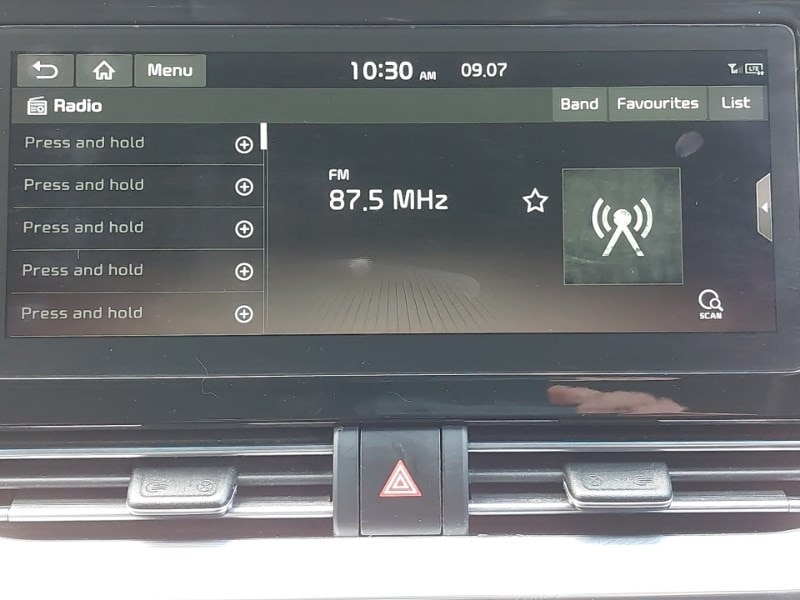 Menu
10:30 AM
09.07
LTE
Radio
Band
Favourites
List
Press and hold
Press and hold
Press and hold
Press and hold
Press and hold
FM
87.5 MHz
SCAN